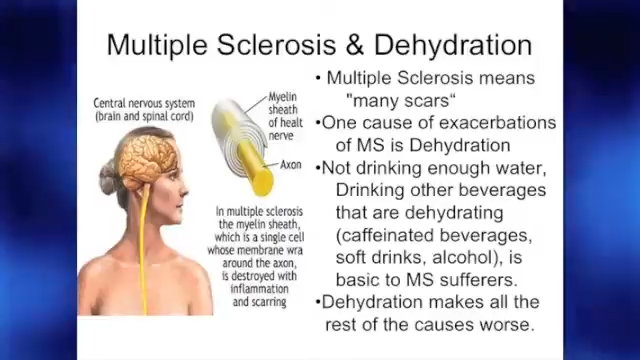 Multiple Sclerosis & Dehydration
Central nervous system
(brain and spinal cord)
Myelin
sheath
of healt
nerve
Axon
In multiple sclerosis
the myelin sheath,
which is a single cell
whose membrane wra
around the axon,
is destroyed with
inflammation
and scarring
• Multiple Sclerosis means
"many scars“
•One cause of exacerbations
of MS is Dehydration
•Not drinking enough water,
Drinking other beverages
that are dehydrating
(caffeinated beverages,
soft drinks, alcohol), is
basic to MS sufferers.
•Dehydration makes all the
rest of the causes worse.